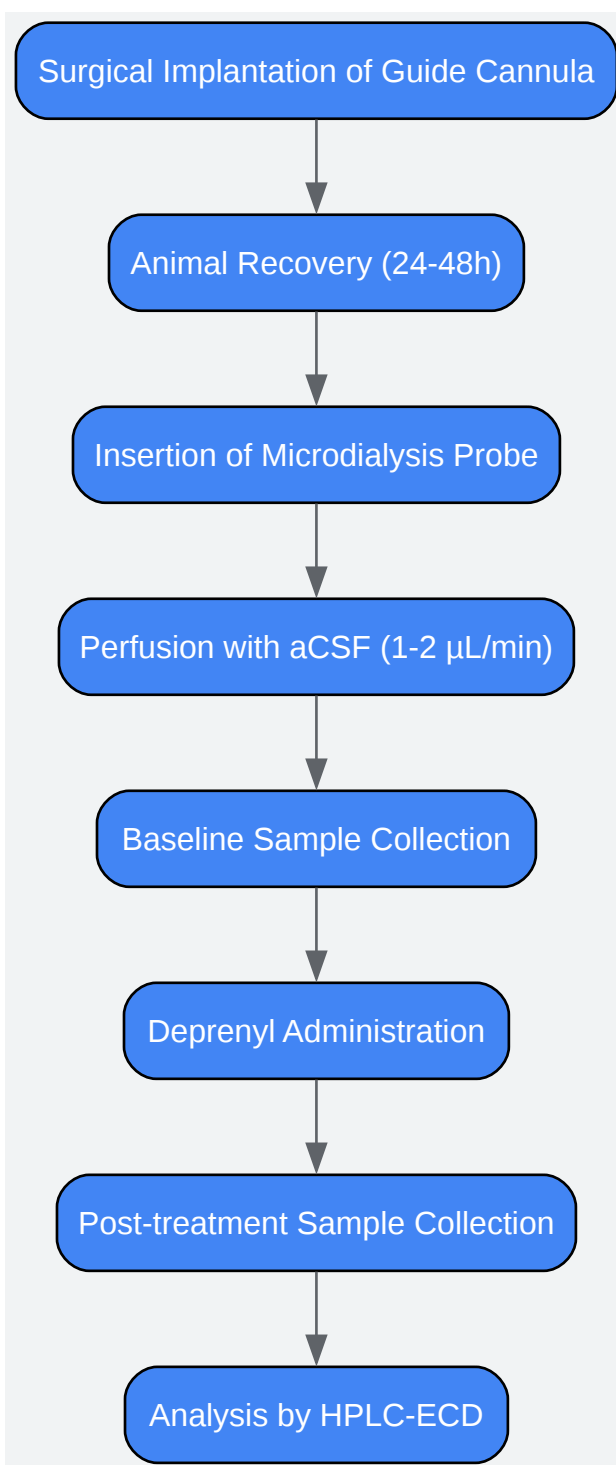 Surgical Implantation of Guide Cannula
Animal Recovery (24-48h)
Insertion of Microdialysis Probe
Perfusion with aCSF (1-2 µL/min)
Baseline Sample Collection
Deprenyl Administration
Post-treatment Sample Collection
Analysis by HPLC-ECD